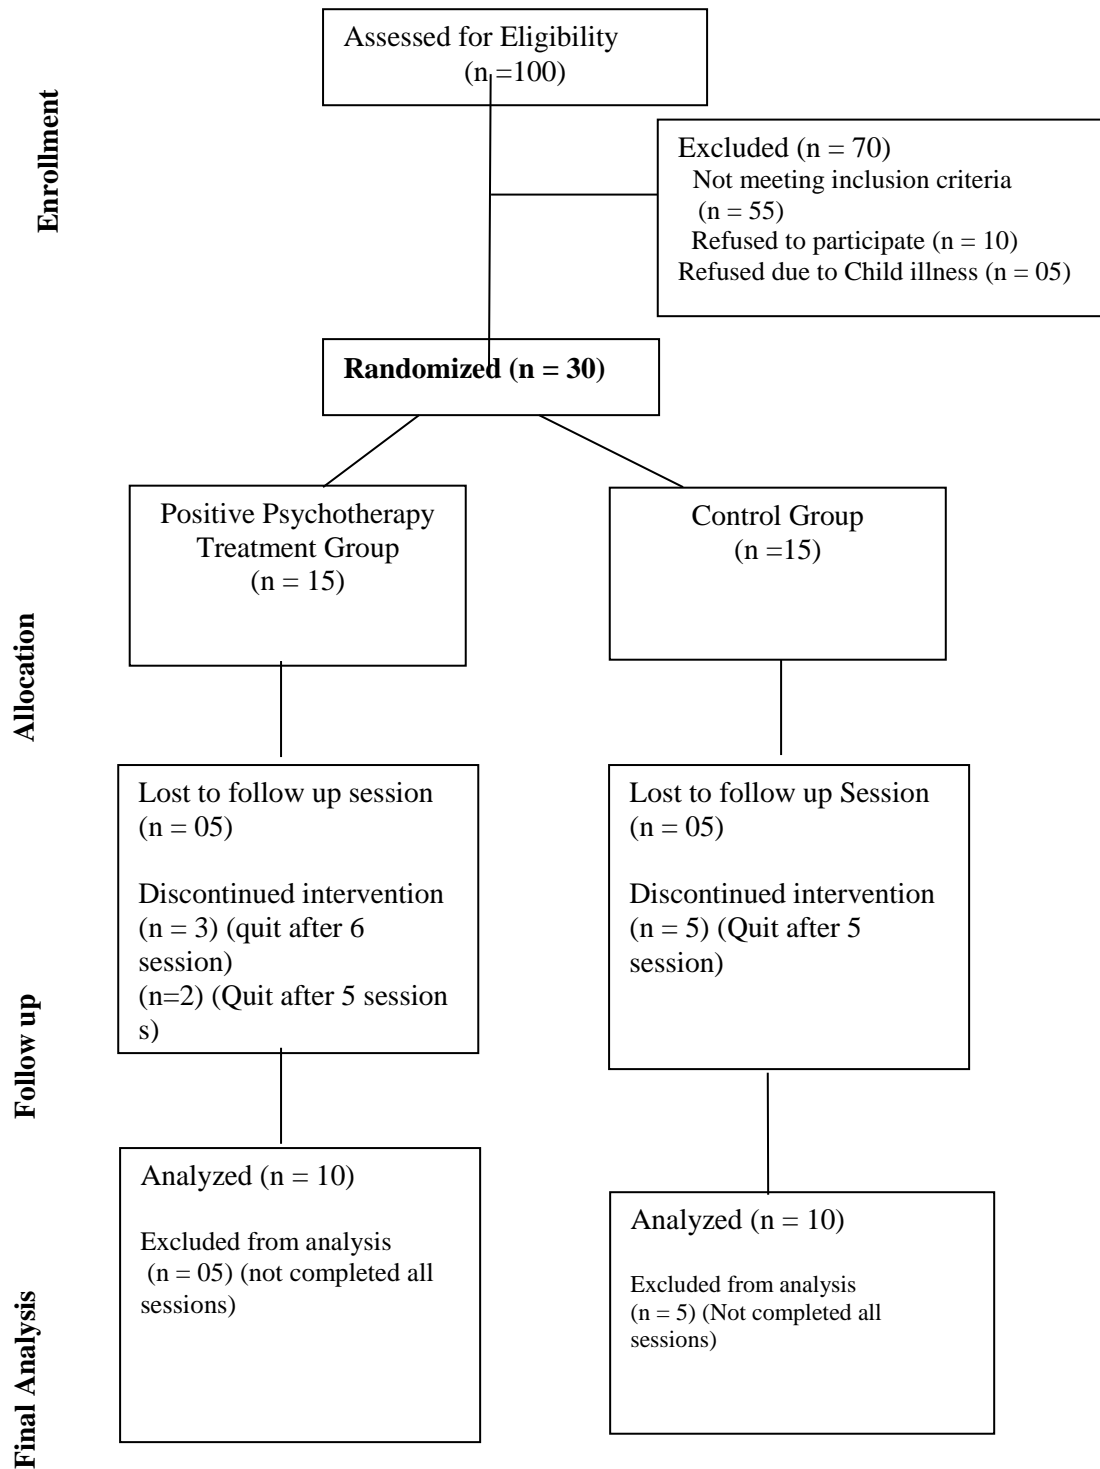 Assessed for Eligibility
(n =100)
Enrollment
Excluded (n = 70)
Not meeting inclusion criteria
(n = 55)
Refused to participate (n = 10)
Refused due to Child illness (n = 05)
Randomized (n = 30)
Positive Psychotherapy
Treatment Group
(n = 15)
Control Group
(n =15)
Allocation
Lost to follow up session
(n = 05)
Discontinued intervention
(n = 3) (quit after 6
session)
(n=2) (Quit after 5 session
s)
Lost to follow up Session
(n = 05)
Discontinued intervention
(n = 5) (Quit after 5
session)
Follow up
Analyzed (n = 10)
Excluded from analysis
(n = 05) (not completed all
sessions)
Analyzed (n = 10)
Excluded from analysis
(n = 5) (Not completed all
sessions)
Final Analysis